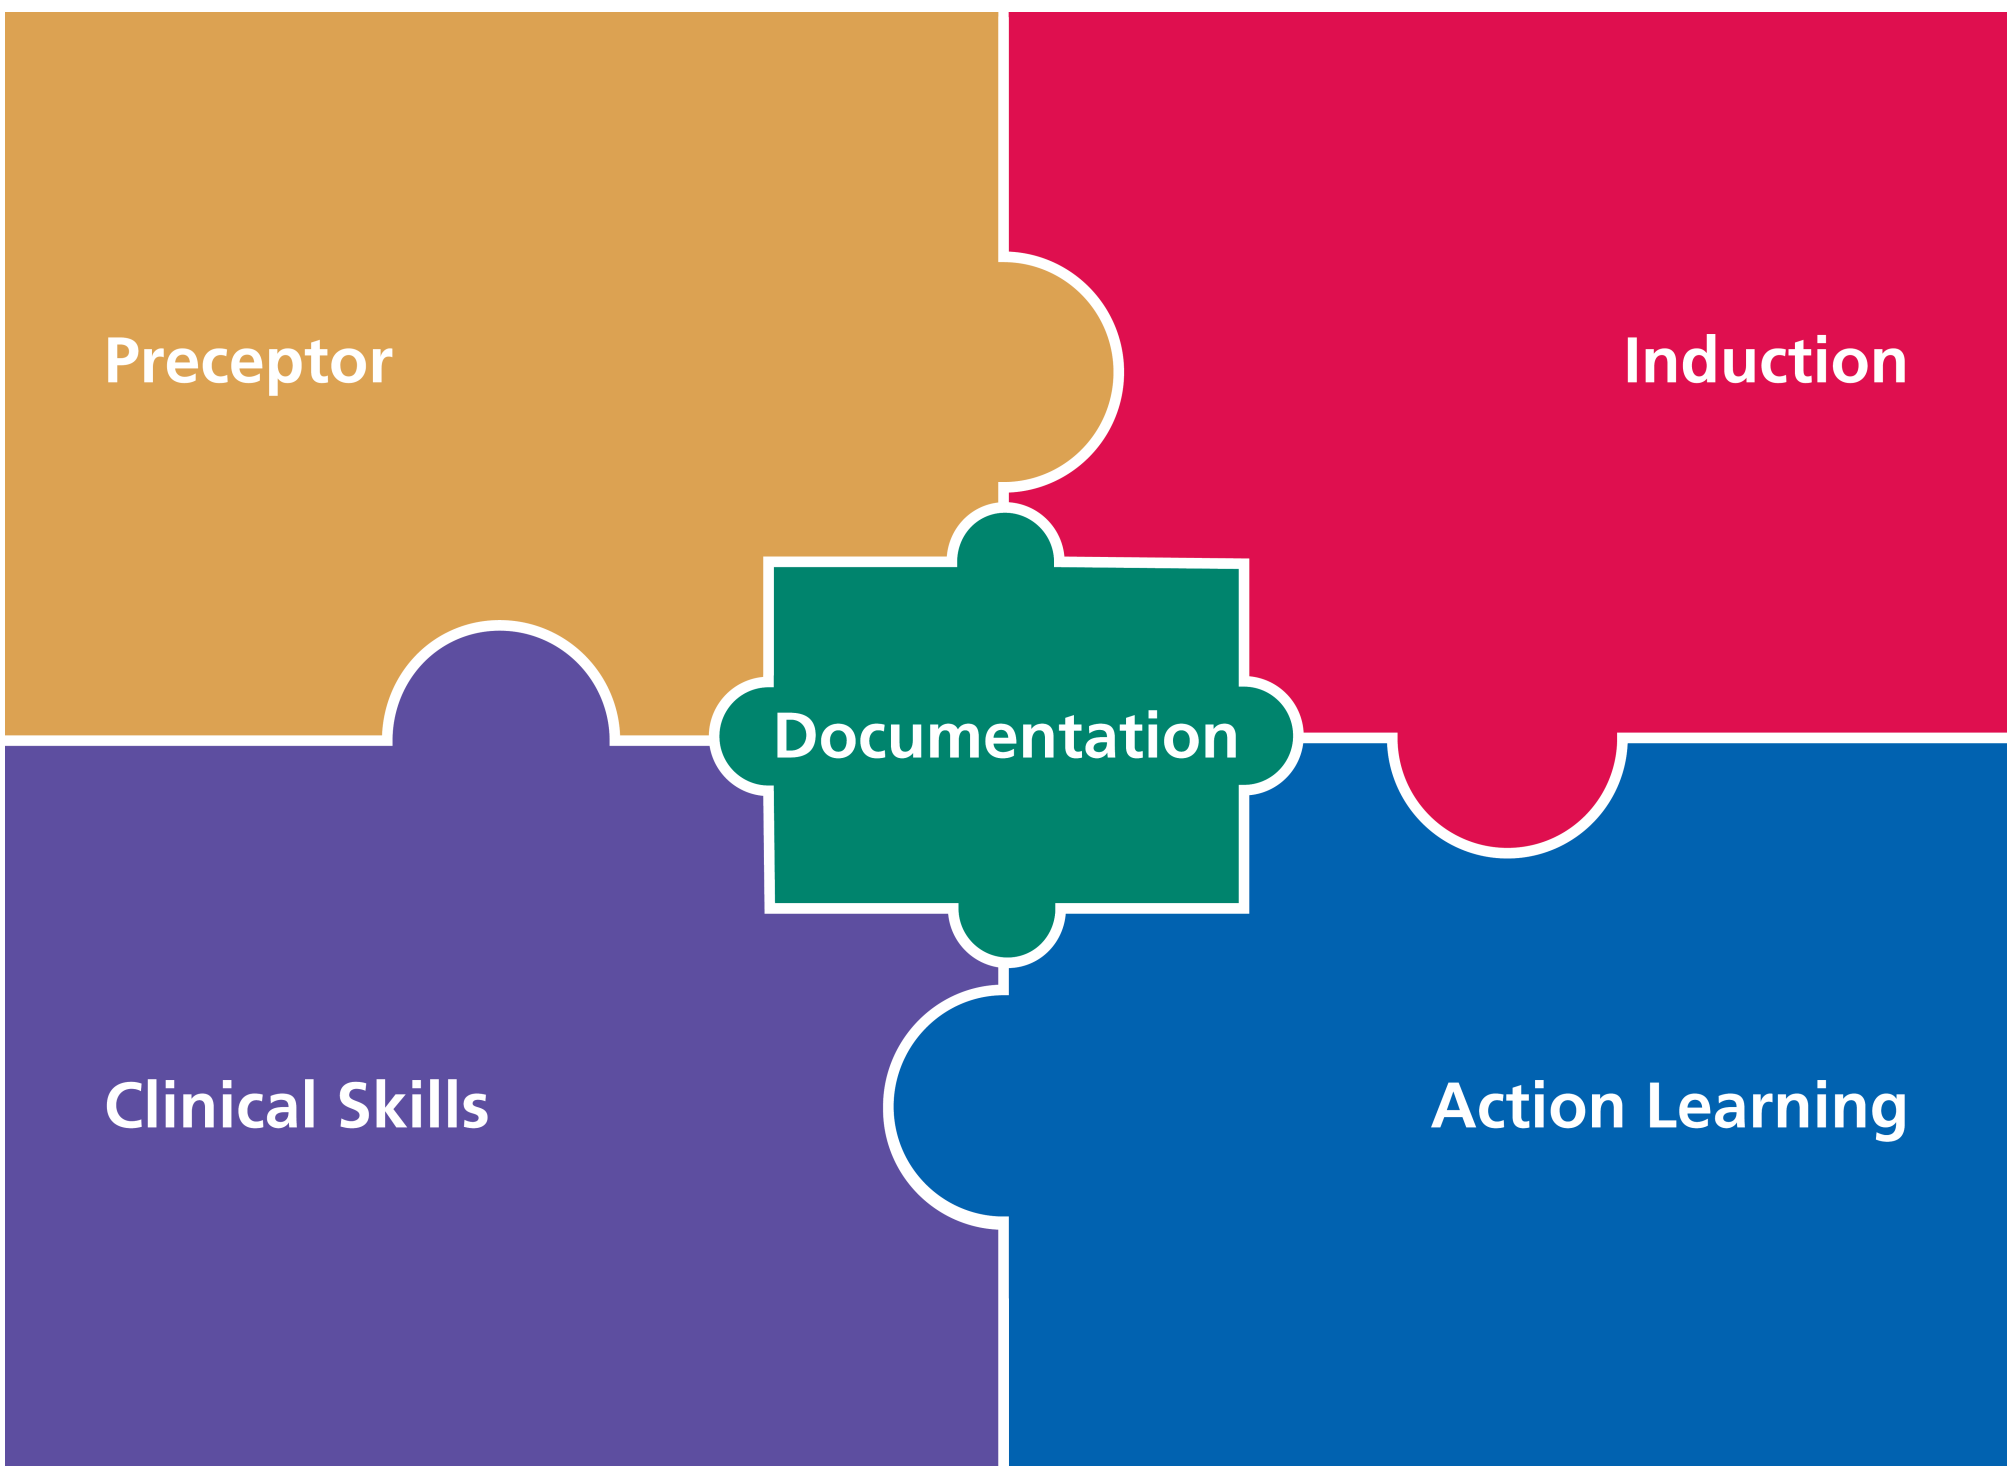 Preceptor
Induction
Documentation
Clinical Skills
Action Learning